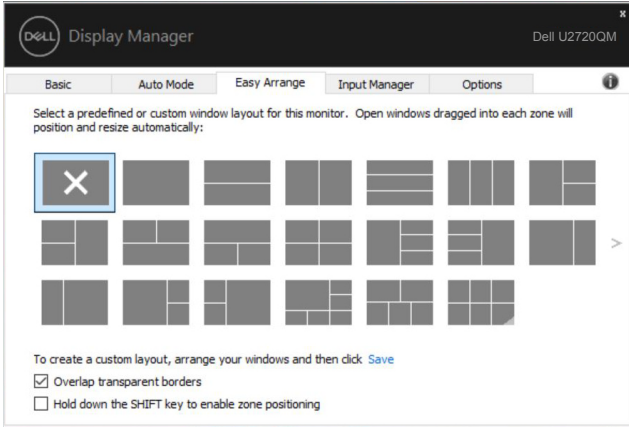 x
DELL Display Manager Dell U2720QM
Basic Auto Mode Easy Arrange Input Manager Options i
Select a predefined or custom window layout for this monitor. Open windows dragged into each zone will
position and resize automatically:
>
To create a custom layout, arrange your windows and then click Save
Overlap transparent borders
Hold down the SHIFT key to enable zone positioning